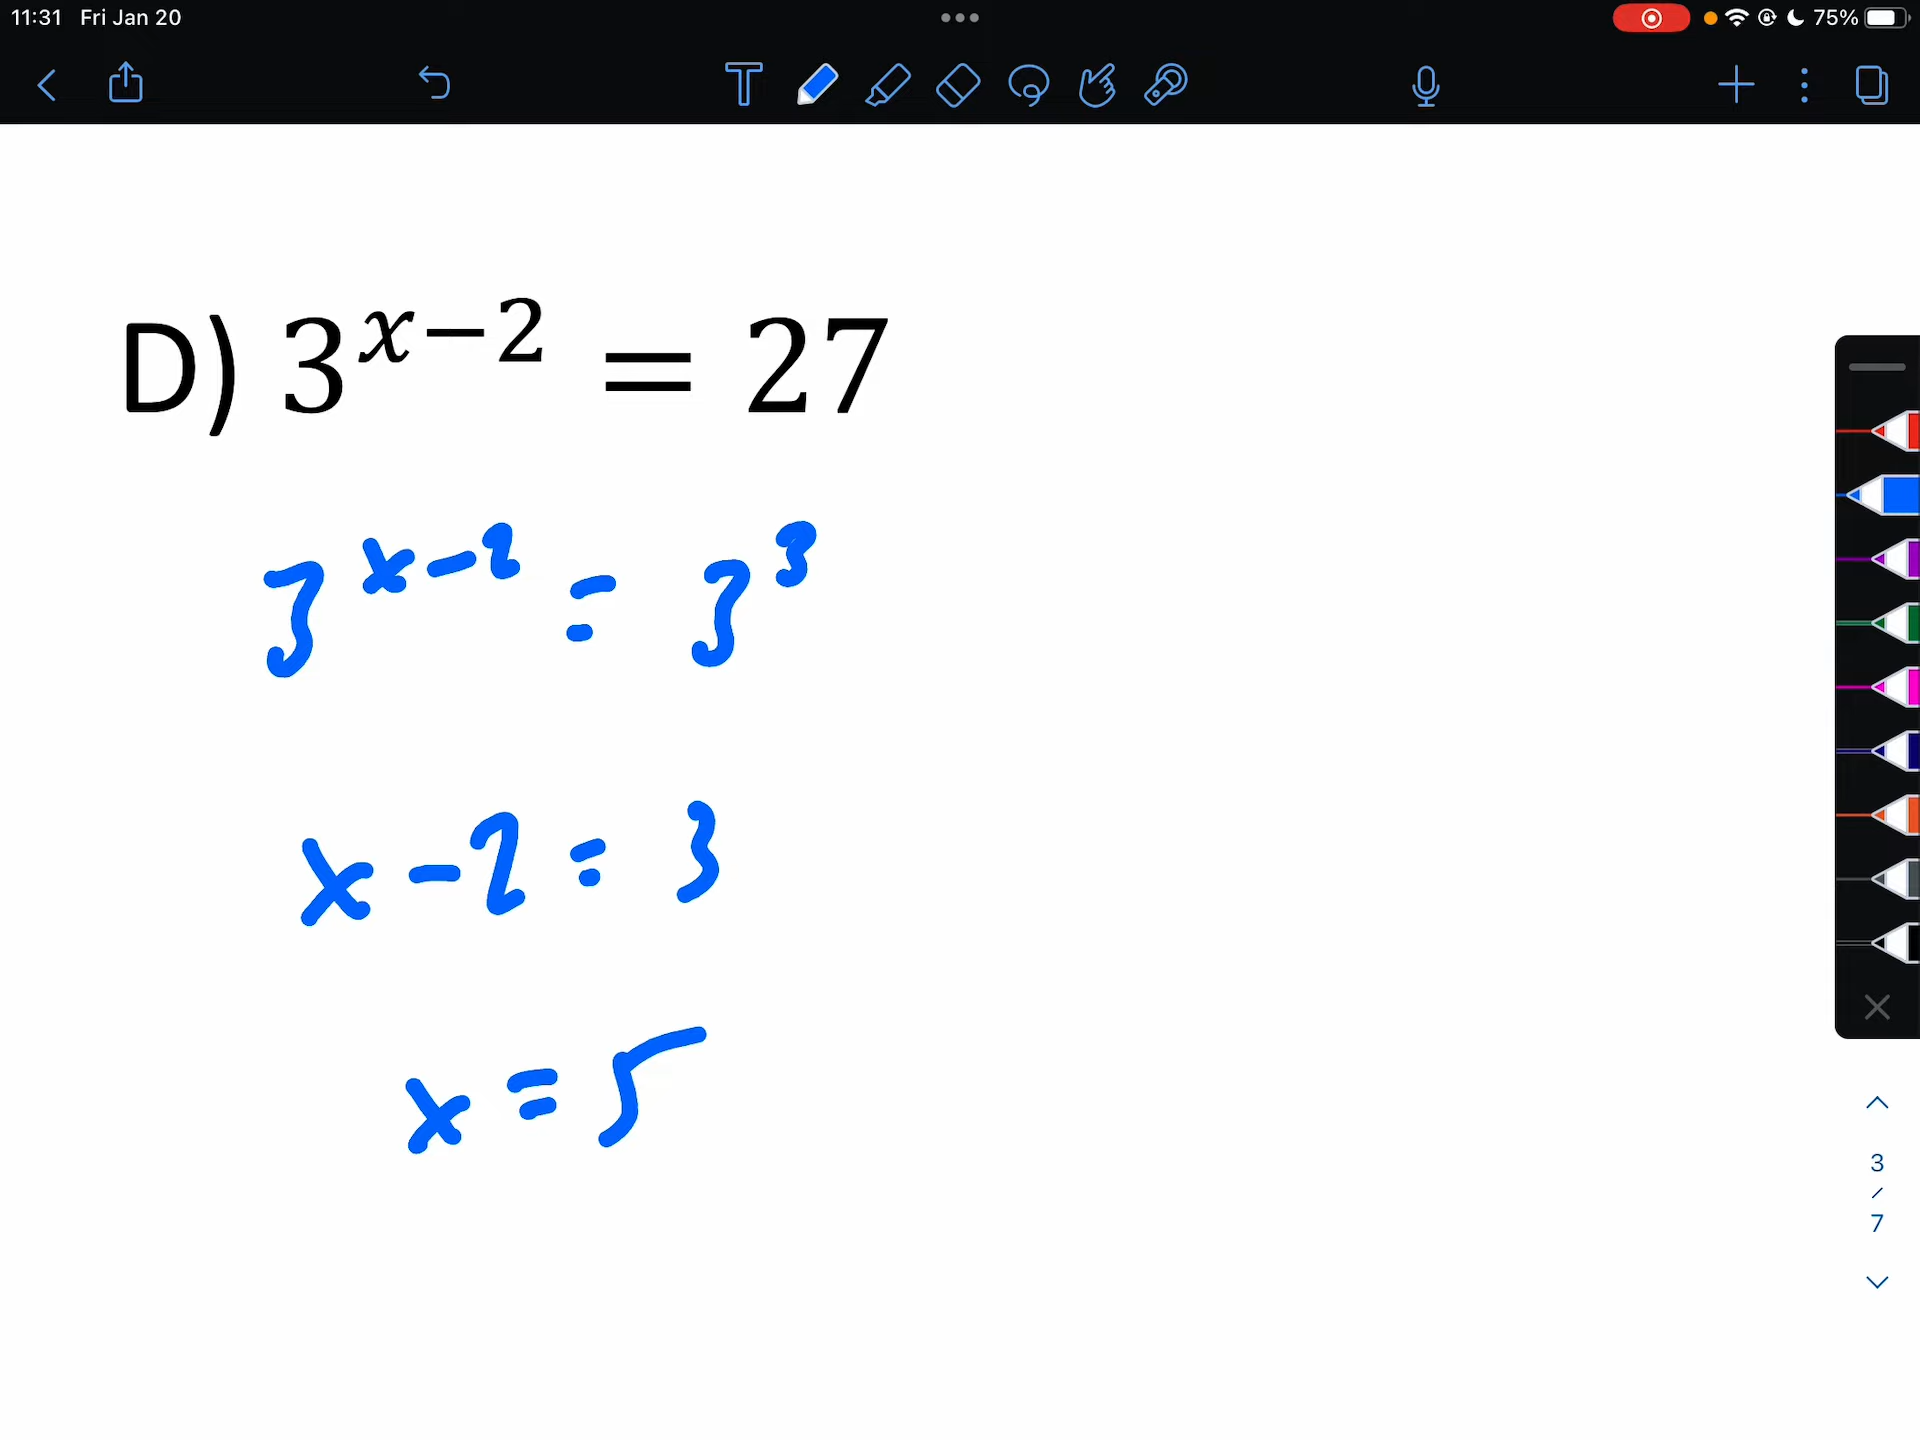 11:31 Fri Jan 20
75%
D) 3^{x−2} = 27
3^{x-2} = 3^3
x - 2 = 3
x = 5
3
/
7